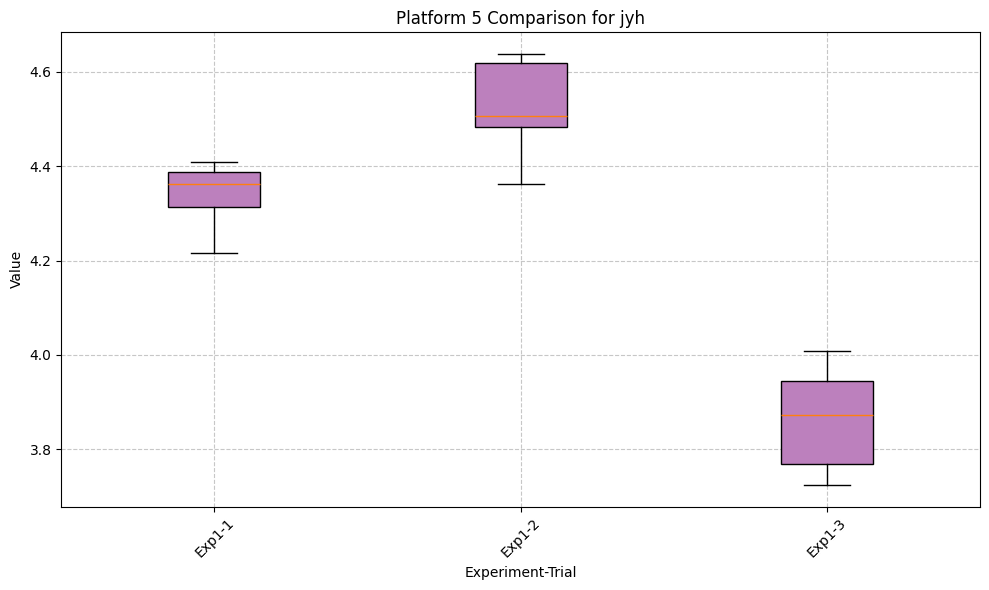 Platform 5 Comparison for jyh
Value
4.6
4.4
4.2
4.0
3.8
Exp1-1
Exp1-2
Exp1-3
Experiment-Trial